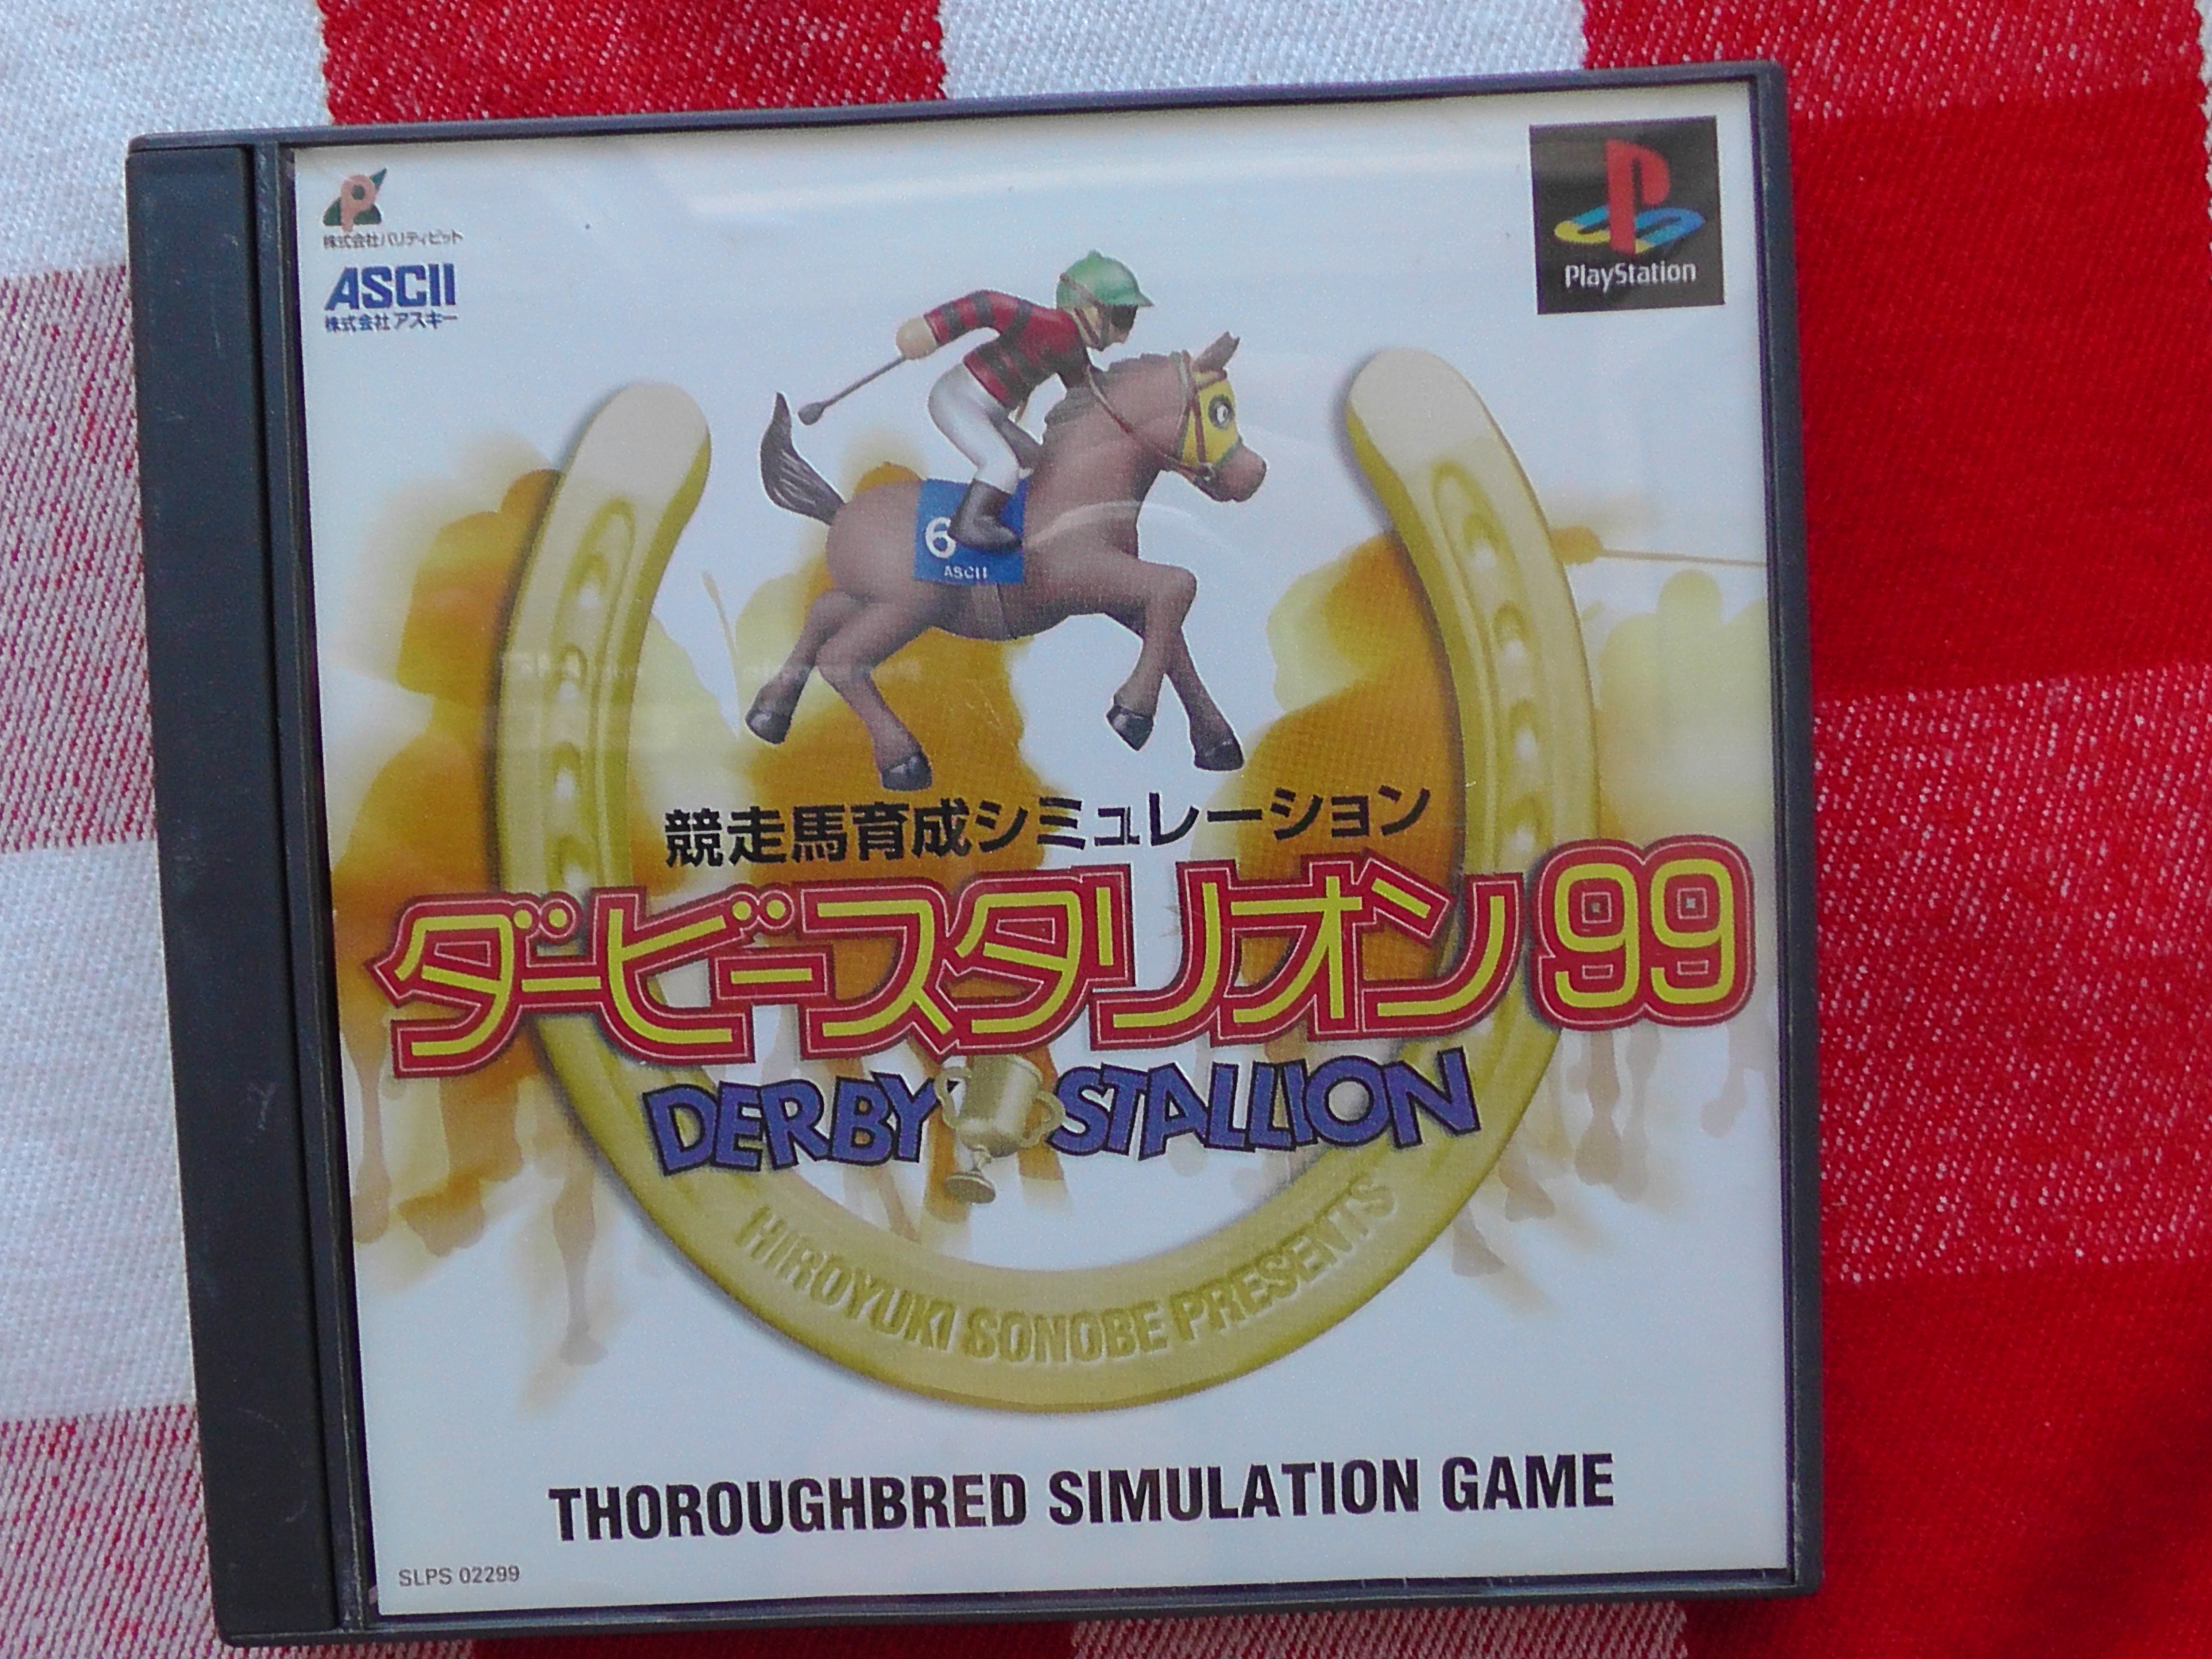 株式会社パリティビット
ASCII
株式会社アスキー
PlayStation
6
ASCII
競走馬育成シミュレーション
ダービースタリオン99
DERBY STALLION
HIROYUKI SONOBE PRESENTS
THOROUGHBRED SIMULATION GAME
SLPS 02299